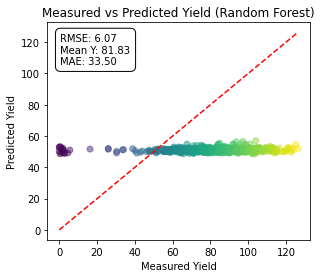 Measured vs Predicted Yield (Random Forest)
RMSE: 6.07
Mean Y: 81.83
MAE: 33.50
Predicted Yield
120
100
80
60
40
20
0
0 20 40 60 80 100 120
Measured Yield